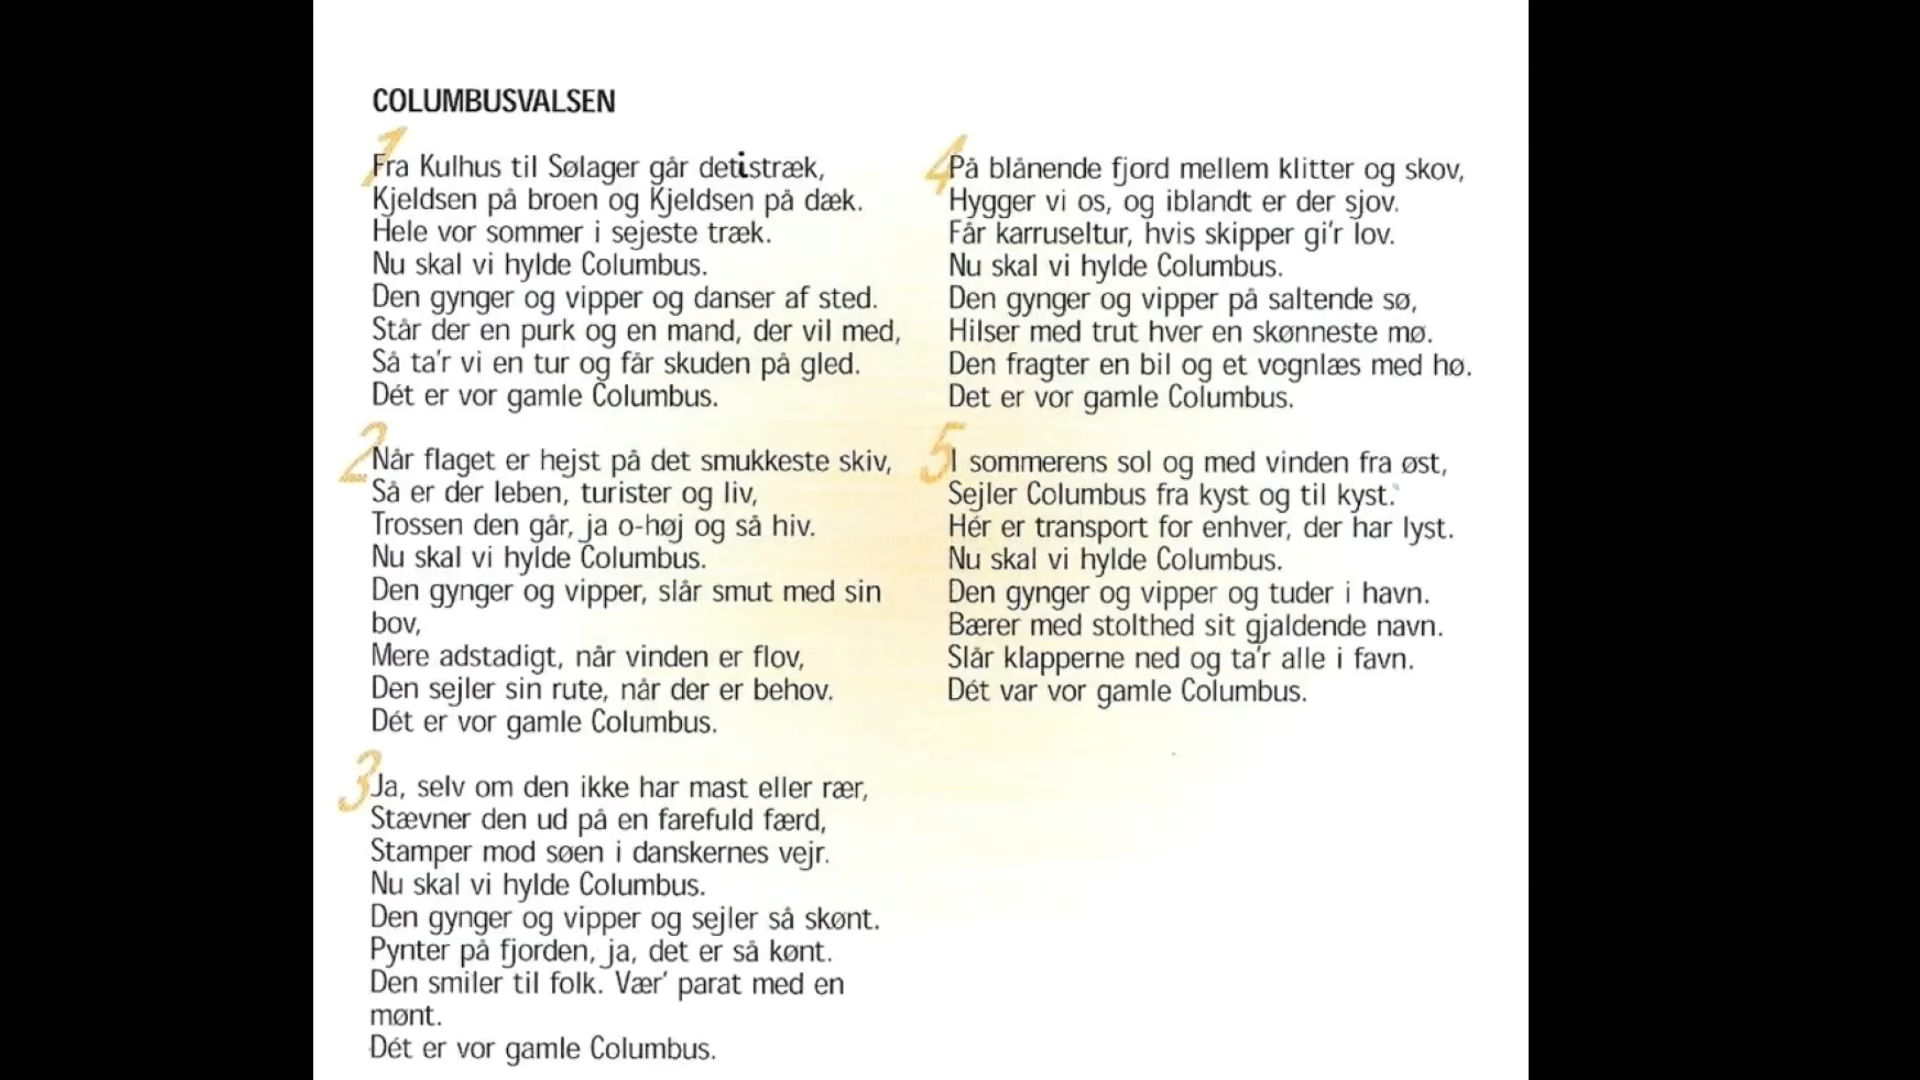 COLUMBUSVALSEN
1
Fra Kulhus til Sølager går detistræk,
Kjeldsen på broen og Kjeldsen på dæk.
Hele vor sommer i sejeste træk.
Nu skal vi hylde Columbus.
Den gynger og vipper og danser af sted.
Står der en purk og en mand, der vil med,
Så ta'r vi en tur og får skuden på gled.
Dét er vor gamle Columbus.
2
Når flaget er hejst på det smukkeste skiv,
Så er der leben, turister og liv,
Trossen den går, ja o-høj og så hiv.
Nu skal vi hylde Columbus.
Den gynger og vipper, slår smut med sin
bov,
Mere adstadigt, når vinden er flov,
Den sejler sin rute, når der er behov.
Dét er vor gamle Columbus.
3
Ja, selv om den ikke har mast eller rær,
Stævner den ud på en farefuld færd,
Stamper mod søen i danskernes vejr.
Nu skal vi hylde Columbus.
Den gynger og vipper og sejler så skønt.
Pynter på fjorden, ja, det er så kønt.
Den smiler til folk. Vær' parat med en
mønt.
Dét er vor gamle Columbus.
4
På blånende fjord mellem klitter og skov,
Hygger vi os, og iblandt er der sjov.
Får karruseltur, hvis skipper gi'r lov.
Nu skal vi hylde Columbus.
Den gynger og vipper på saltende sø,
Hilser med trut hver en skønneste mø.
Den fragter en bil og et vognlæs med hø.
Det er vor gamle Columbus.
5
I sommerens sol og med vinden fra øst,
Sejler Columbus fra kyst og til kyst.
Hér er transport for enhver, der har lyst.
Nu skal vi hylde Columbus.
Den gynger og vipper og tuder i havn.
Bærer med stolthed sit gjaldende navn.
Slår klapperne ned og ta'r alle i favn.
Dét var vor gamle Columbus.